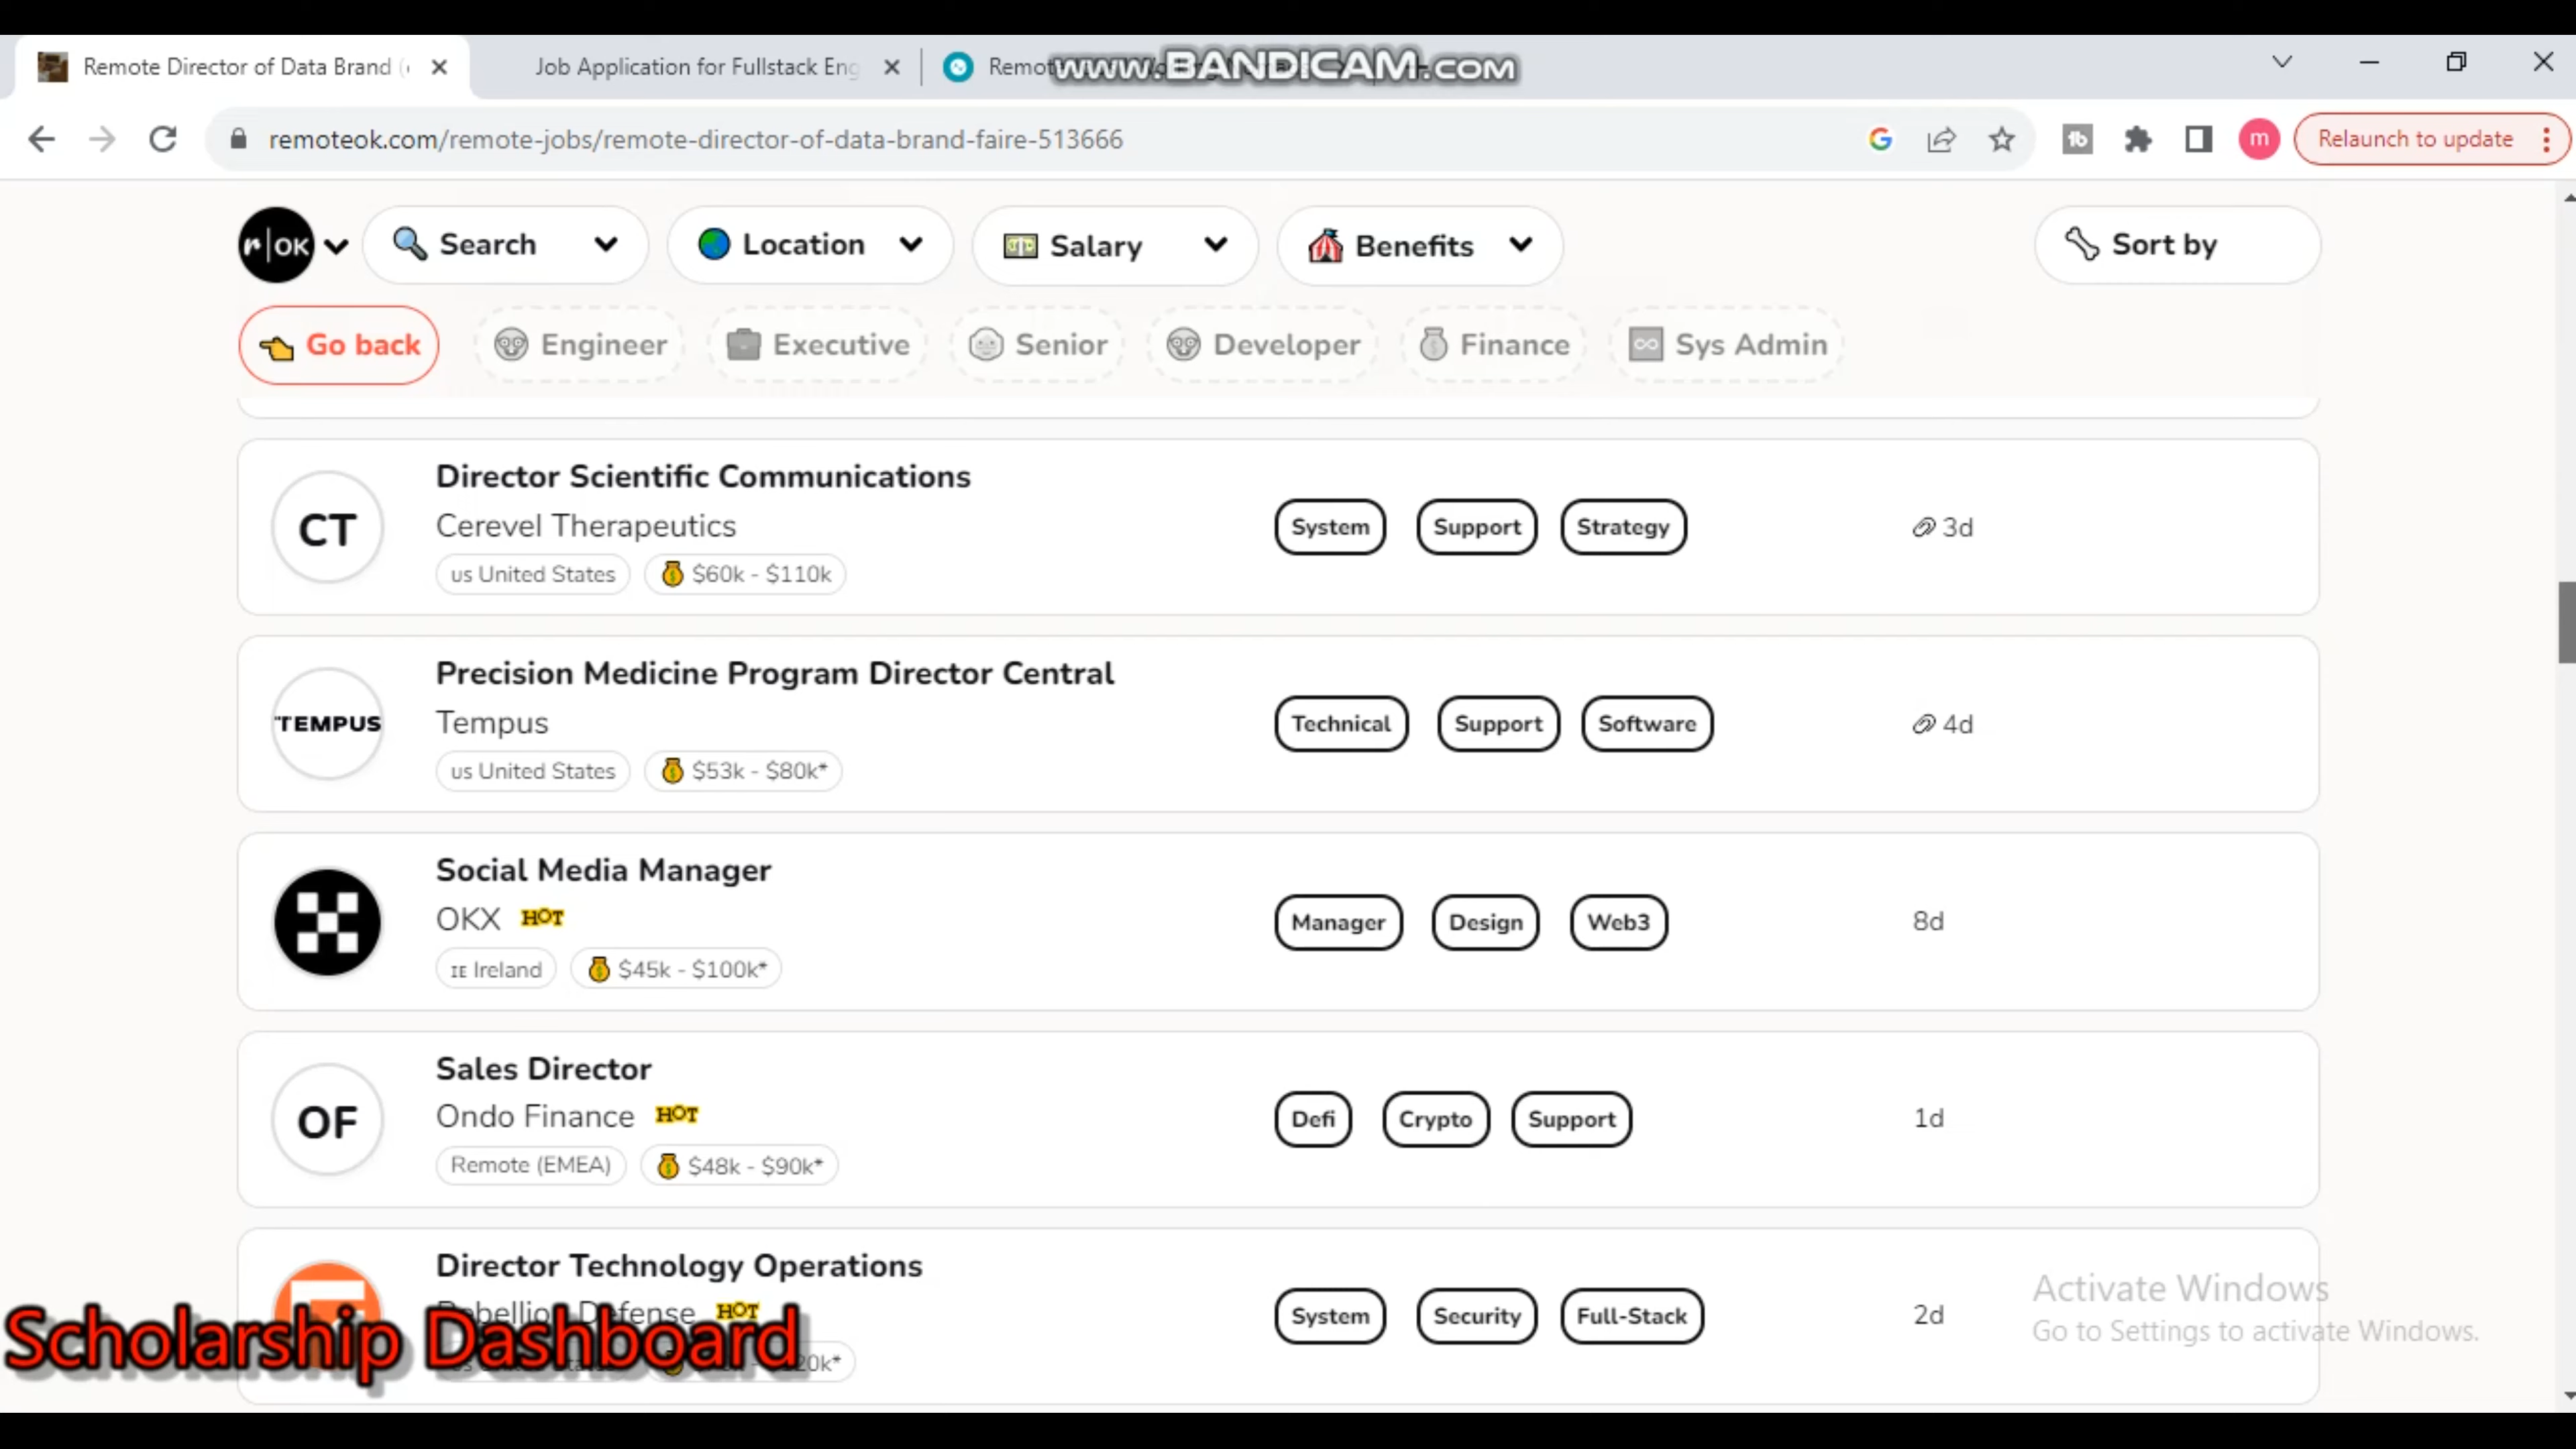 Remote Director of Data Brand (
Job Application for Fullstack Eng
www.BANDICAM.com
remoteok.com/remote-jobs/remote-director-of-data-brand-faire-513666
Relaunch to update
m
r|OK
Search
Location
Salary
Benefits
Sort by
Go back
Engineer
Executive
Senior
Developer
Finance
Sys Admin
CT
Director Scientific Communications
Cerevel Therapeutics
us United States
$60k - $110k
System
Support
Strategy
3d
TEMPUS
Precision Medicine Program Director Central
Tempus
us United States
$53k - $80k*
Technical
Support
Software
4d
Social Media Manager
OKX HOT
IE Ireland
$45k - $100k*
Manager
Design
Web3
8d
OF
Sales Director
Ondo Finance HOT
Remote (EMEA)
$48k - $90k*
Defi
Crypto
Support
1d
Director Technology Operations
Rebellion Defense HOT
System
Security
Full-Stack
2d
Scholarship Dashboard
Activate Windows
Go to Settings to activate Windows.